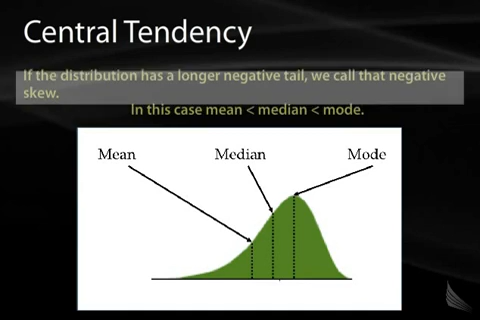 Central Tendency
If the distribution has a longer negative tail, we call that negative
skew.
In this case mean < median < mode.
Mean Median Mode